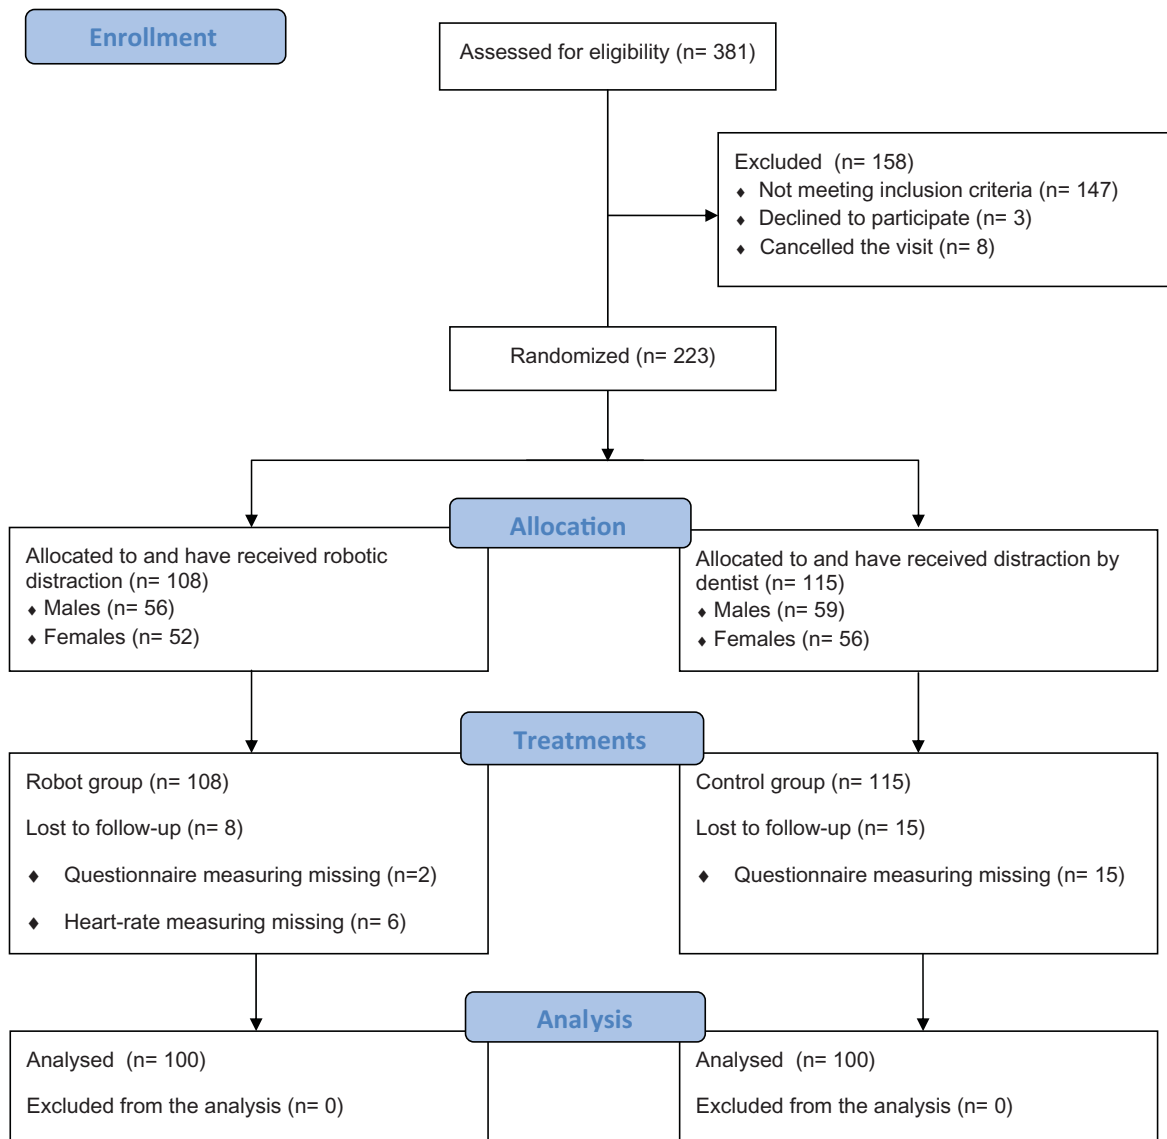 Enrollment
Assessed for eligibility (n= 381)
Excluded (n= 158)
♦ Not meeting inclusion criteria (n= 147)
♦ Declined to participate (n= 3)
♦ Cancelled the visit (n= 8)
Randomized (n= 223)
Allocation
Allocated to and have received robotic
distraction (n= 108)
♦ Males (n= 56)
♦ Females (n= 52)
Allocated to and have received distraction by
dentist (n= 115)
♦ Males (n= 59)
♦ Females (n= 56)
Treatments
Robot group (n= 108)
Lost to follow-up (n= 8)
♦ Questionnaire measuring missing (n=2)
♦ Heart-rate measuring missing (n= 6)
Control group (n= 115)
Lost to follow-up (n= 15)
♦ Questionnaire measuring missing (n= 15)
Analysis
Analysed (n= 100)
Excluded from the analysis (n= 0)
Analysed (n= 100)
Excluded from the analysis (n= 0)